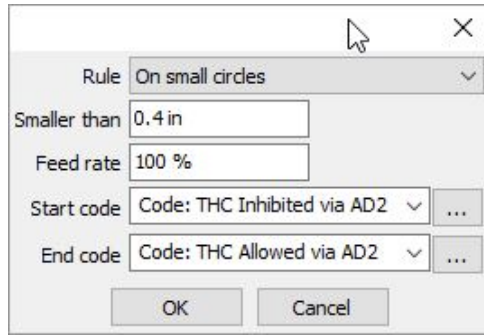 Rule On small circles
Smaller than 0.4 in
Feed rate 100 %
Start code Code: THC Inhibited via AD2 ...
End code Code: THC Allowed via AD2 ...
OK Cancel